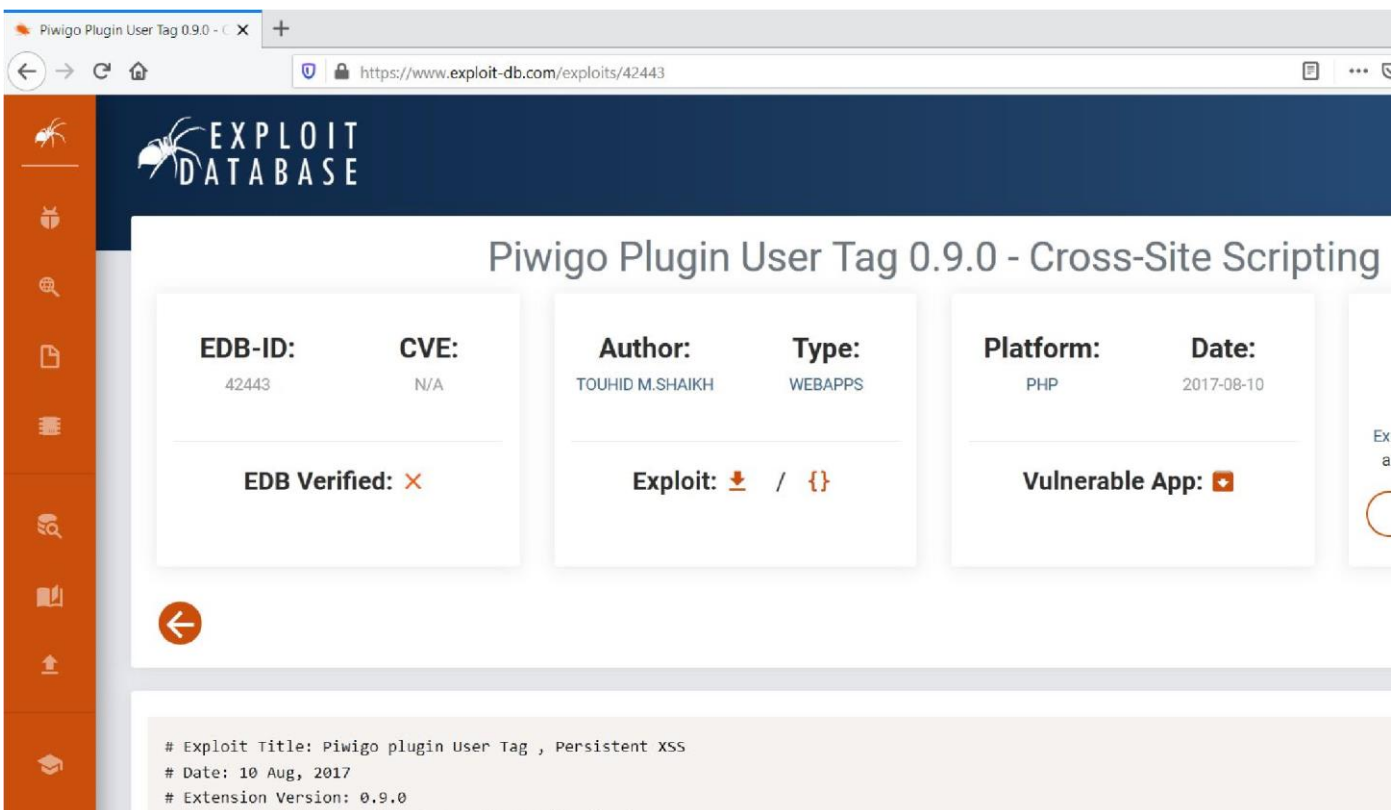 Piwigo Plugin User Tag 0.9.0 - C
https://www.exploit-db.com/exploits/42443
EXPLOIT
DATABASE
Piwigo Plugin User Tag 0.9.0 - Cross-Site Scripting
EDB-ID:
42443
CVE:
N/A
EDB Verified: ×
Author:
TOUHID M.SHAIKH
Type:
WEBAPPS
Exploit: / {}
Platform:
PHP
Date:
2017-08-10
Vulnerable App:
Ex
a
# Exploit Title: Piwigo plugin User Tag , Persistent XSS
# Date: 10 Aug, 2017
# Extension Version: 0.9.0